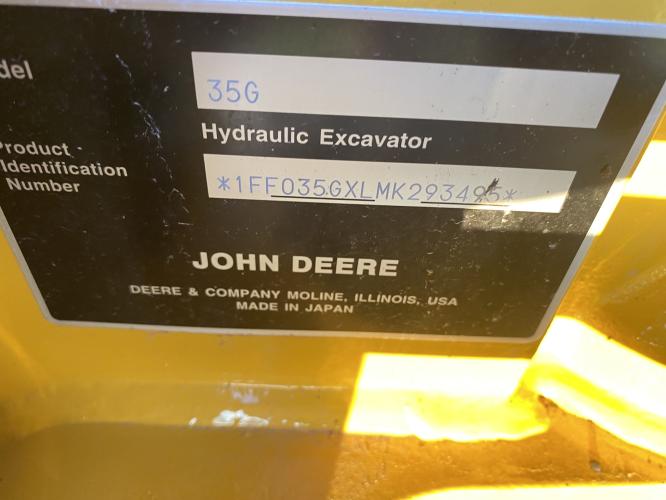 del
35G
Hydraulic Excavator
Product
Identification
Number
*1FF035GXLMK293495*
JOHN DEERE
DEERE & COMPANY MOLINE, ILLINOIS, USA
MADE IN JAPAN